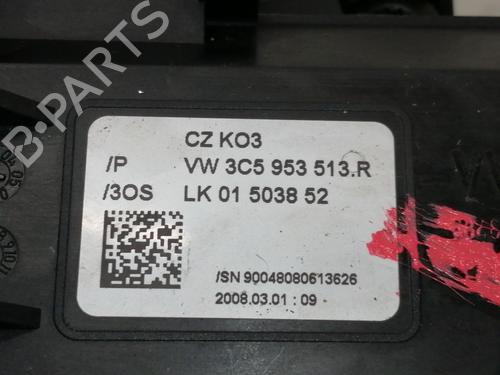 CZ KO3
/P VW 3C5 953 513.R
/3OS LK 01 5038 52
/SN 90048080613626
2008.03.01 : 09
B-PARTS